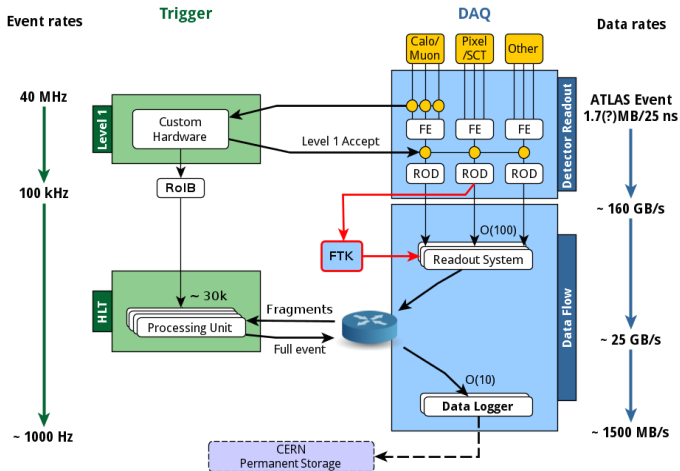 Trigger
DAQ
Event rates
Data rates
Calo/
Muon
Pixel
/SCT
Other
40 MHz
Level 1
Custom
Hardware
Level 1 Accept
FE
FE
FE
ROD
ROD
ROD
Detector Readout
ATLAS Event
1.7(?)MB/25 ns
100 kHz
RoIB
~ 160 GB/s
O(100)
FTK
Readout System
HLT
~ 30k
Processing Unit
Fragments
Full event
Data Flow
~ 25 GB/s
O(10)
Data Logger
~ 1000 Hz
~ 1500 MB/s
CERN
Permanent Storage